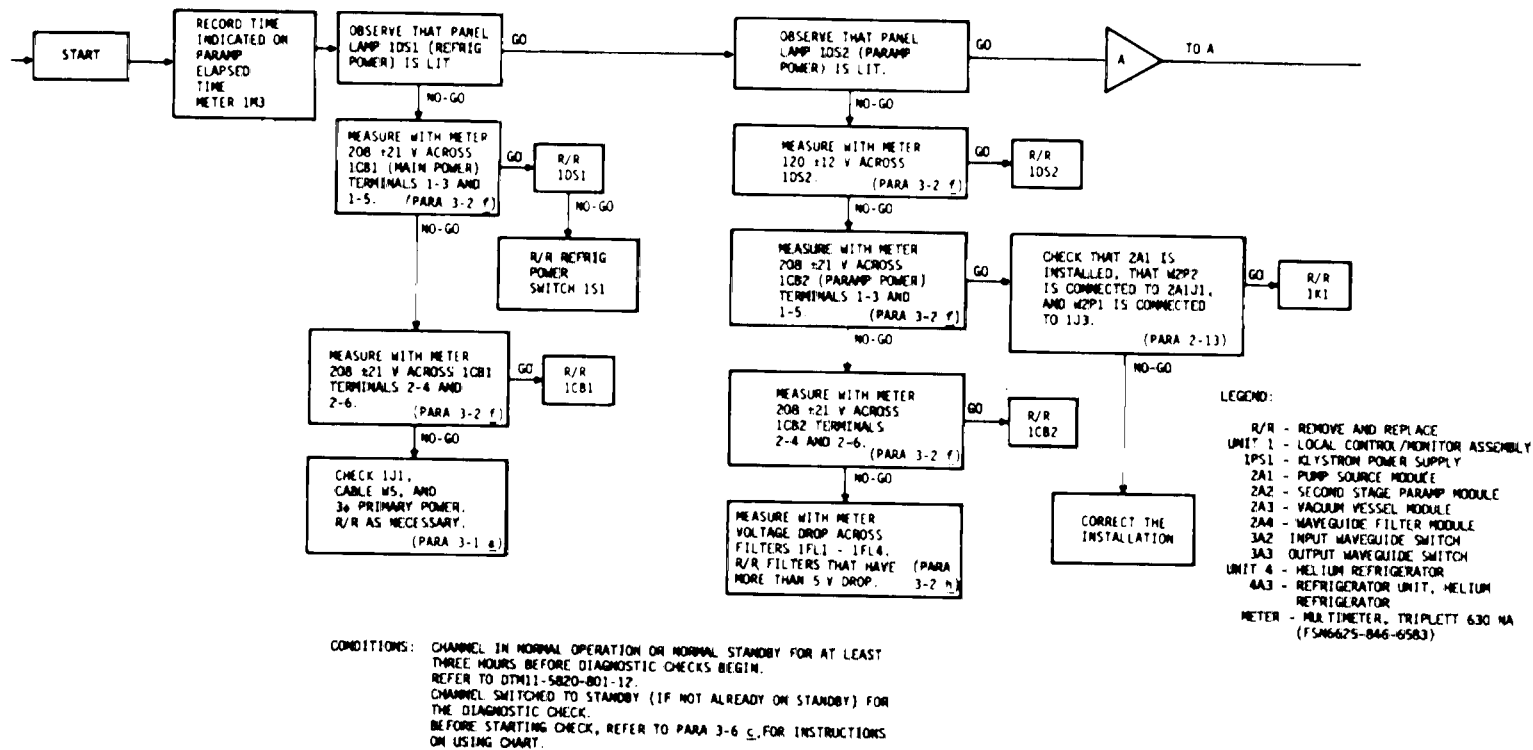 START
RECORD TIME
INDICATED ON
PARAMP
ELAPSED
TIME
METER 1M3
OBSERVE THAT PANEL
LAMP 1DS1 (REFRIG
POWER) IS LIT
GO
OBSERVE THAT PANEL
LAMP 1DS2 (PARAMP
POWER) IS LIT.
GO
A
TO A
NO-GO
NO-GO
MEASURE WITH METER
208 ±21 V ACROSS
1CB1 (MAIN POWER)
TERMINALS 1-3 AND
1-5. (PARA 3-2 f)
GO
R/R
1DS1
NO-GO
R/R REFRIG
POWER
SWITCH 1S1
NO-GO
MEASURE WITH METER
208 ±21 V ACROSS 1CB1
TERMINALS 2-4 AND
2-6. (PARA 3-2 f)
GO
R/R
1CB1
NO-GO
CHECK 1J1,
CABLE W5, AND
3ø PRIMARY POWER.
R/R AS NECESSARY.
(PARA 3-1 a)
MEASURE WITH METER
120 ±12 V ACROSS
1DS2. (PARA 3-2 f)
GO
R/R
1DS2
NO-GO
MEASURE WITH METER
208 ±21 V ACROSS
1CB2 (PARAMP POWER)
TERMINALS 1-3 AND
1-5 (PARA 3-2 f)
GO
CHECK THAT 2A1 IS
INSTALLED, THAT W2P2
IS CONNECTED TO 2A1J1,
AND W2P1 IS CONNECTED
TO 1J3.
(PARA 2-13)
GO
R/R
1K1
NO-GO
CORRECT THE
INSTALLATION
NO-GO
MEASURE WITH METER
208 ±21 V ACROSS
1CB2 TERMINALS
2-4 AND 2-6.
(PARA 3-2 f)
GO
R/R
1CB2
NO-GO
MEASURE WITH METER
VOLTAGE DROP ACROSS
FILTERS 1FL1 - 1FL4.
R/R FILTERS THAT HAVE (PARA
MORE THAN 5 V DROP. 3-2 h)
LEGEND:
R/R - REMOVE AND REPLACE
UNIT 1 - LOCAL CONTROL/MONITOR ASSEMBLY
1PS1 - KLYSTRON POWER SUPPLY
2A1 - PUMP SOURCE MODULE
2A2 - SECOND STAGE PARAMP MODULE
2A3 - VACUUM VESSEL MODULE
2A4 - WAVEGUIDE FILTER MODULE
3A2 INPUT WAVEGUIDE SWITCH
3A3 OUTPUT WAVEGUIDE SWITCH
UNIT 4 - HELIUM REFRIGERATOR
4A3 - REFRIGERATOR UNIT, HELIUM
REFRIGERATOR
METER - MULTIMETER, TRIPLETT 630 NA
(FSN6625-846-6583)
CONDITIONS: CHANNEL IN NORMAL OPERATION OR NORMAL STANDBY FOR AT LEAST
THREE HOURS BEFORE DIAGNOSTIC CHECKS BEGIN.
REFER TO DTM11-5820-801-12.
CHANNEL SWITCHED TO STANDBY (IF NOT ALREADY ON STANDBY) FOR
THE DIAGNOSTIC CHECK.
BEFORE STARTING CHECK, REFER TO PARA 3-6 c, FOR INSTRUCTIONS
ON USING CHART.